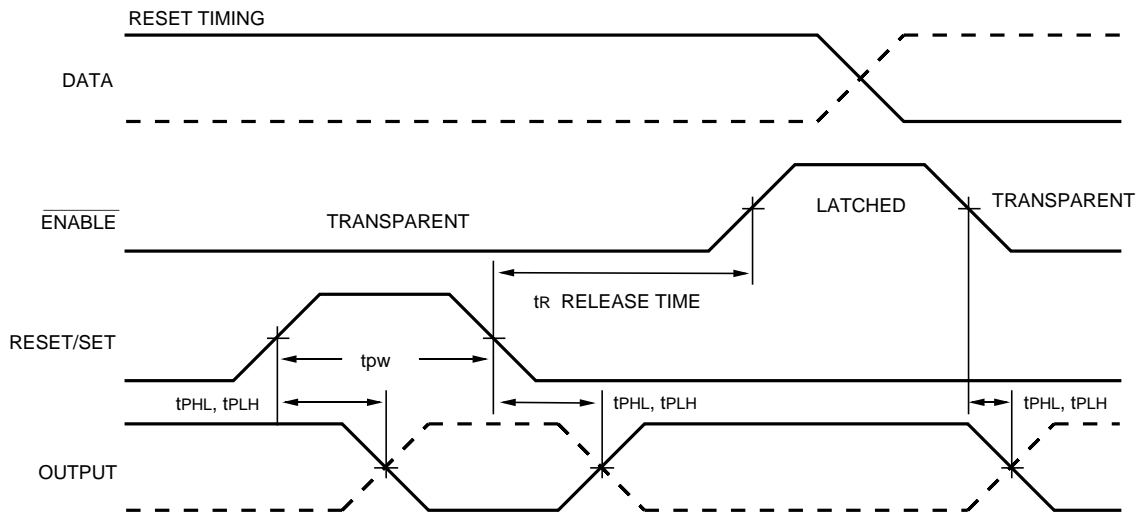 RESET TIMING
DATA
ENABLE
TRANSPARENT
LATCHED
TRANSPARENT
tR RELEASE TIME
RESET/SET
tpw
tPHL, tPLH
tPHL, tPLH
tPHL, tPLH
OUTPUT